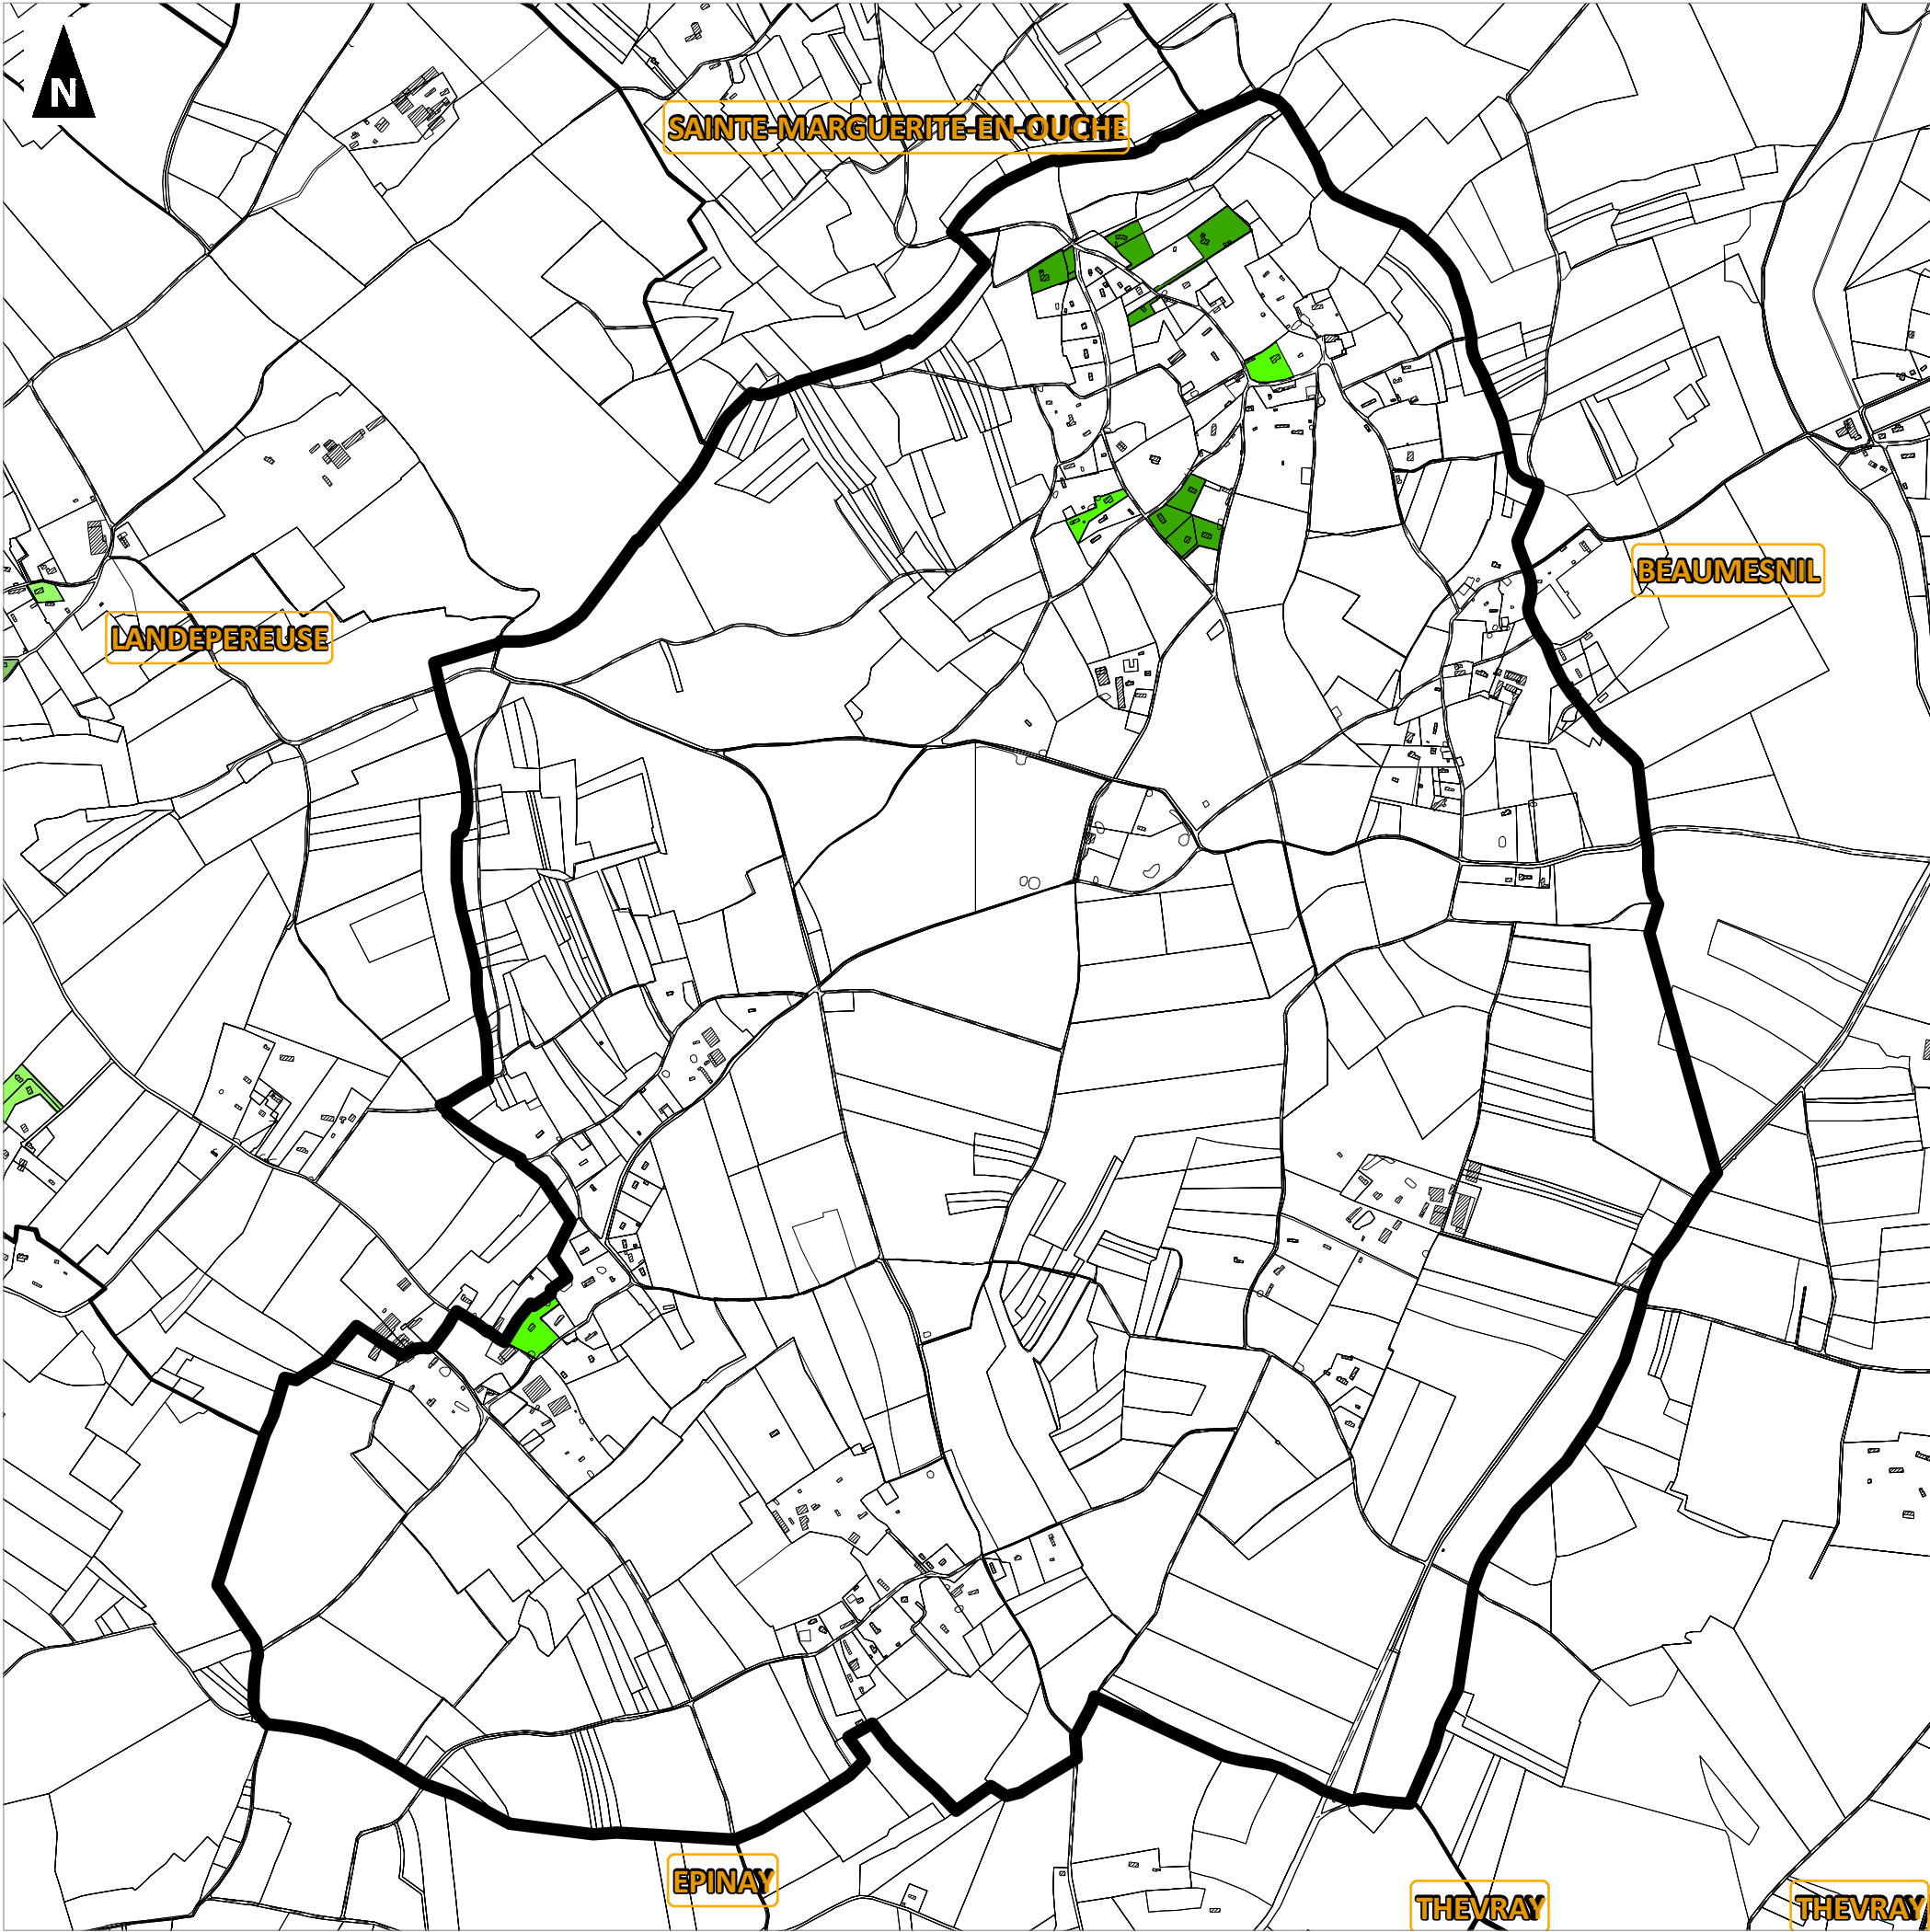 N
SAINTE-MARGUERITE-EN-OUCHE
BEAUMESNIL
LANDEPEREUSE
EPINAY
THEVRAY
THEVRAY